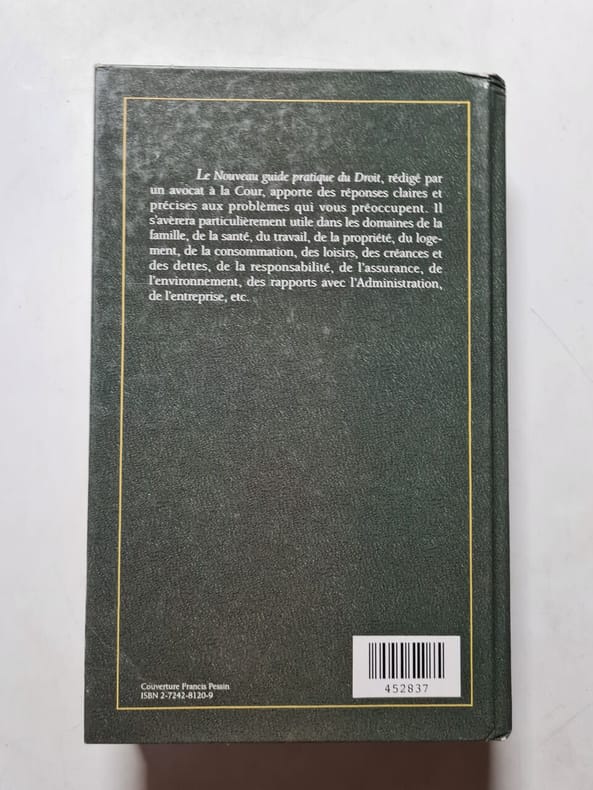 Le Nouveau guide pratique du Droit, rédigé par
un avocat à la Cour, apporte des réponses claires et
précises aux problèmes qui vous préoccupent. Il
s'avèrera particulièrement utile dans les domaines de la
famille, de la santé, du travail, de la propriété, du loge-
ment, de la consommation, des loisirs, des créances et
des dettes, de la responsabilité, de l'assurance, de
l'environnement, des rapports avec l'Administration,
de l'entreprise, etc.
Couverture Francis Pessin
ISBN 2-7242-8120-9
452837